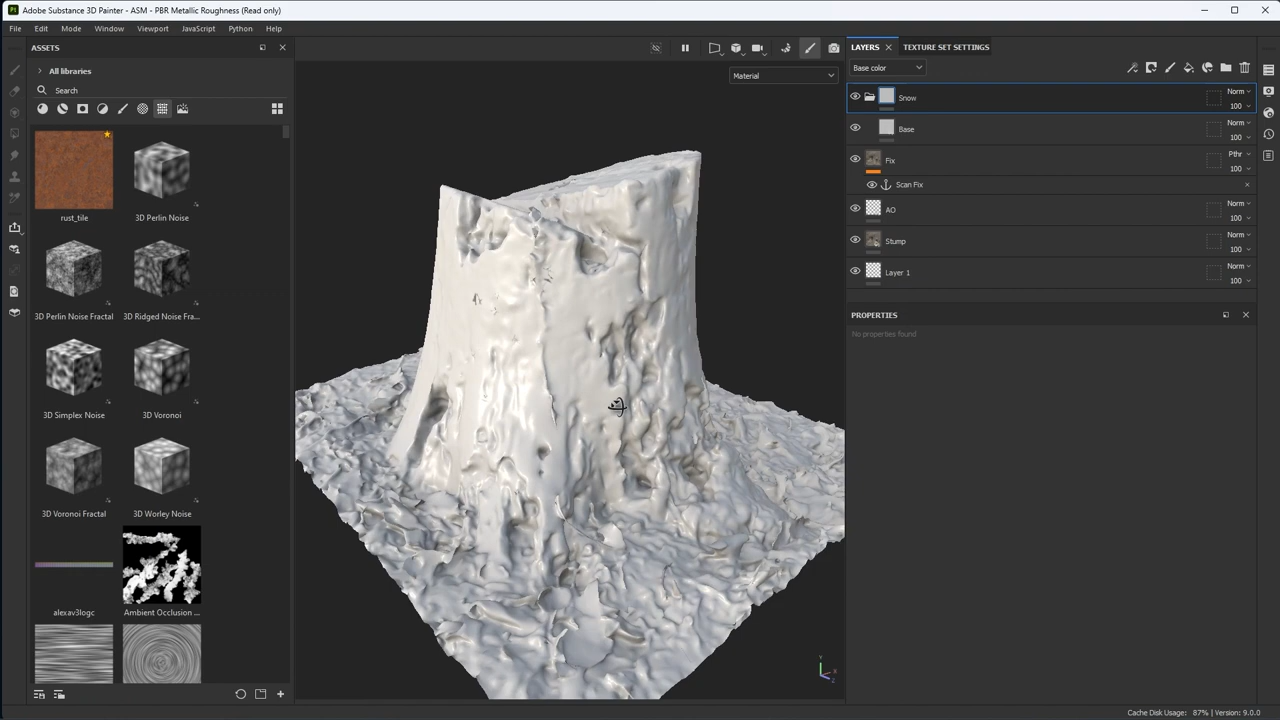 Adobe Substance 3D Painter - ASM - PBR Metallic Roughness (Read only)
File Edit Mode Window Viewport JavaScript Python Help
ASSETS
All libraries
Search
rust_tile
3D Perlin Noise
3D Perlin Noise Fractal
3D Ridged Noise Fra...
3D Simplex Noise
3D Voronoi
3D Voronoi Fractal
3D Worley Noise
alexav3logc
Ambient Occlusion ...
Material
Y
X
Z
LAYERS
TEXTURE SET SETTINGS
Base color
Snow
Norm
100
Base
Norm
100
Fix
Pthr
100
Scan Fix
AO
Norm
100
Stump
Norm
100
Layer 1
Norm
100
PROPERTIES
No properties found
Cache Disk Usage: 87% | Version: 9.0.0